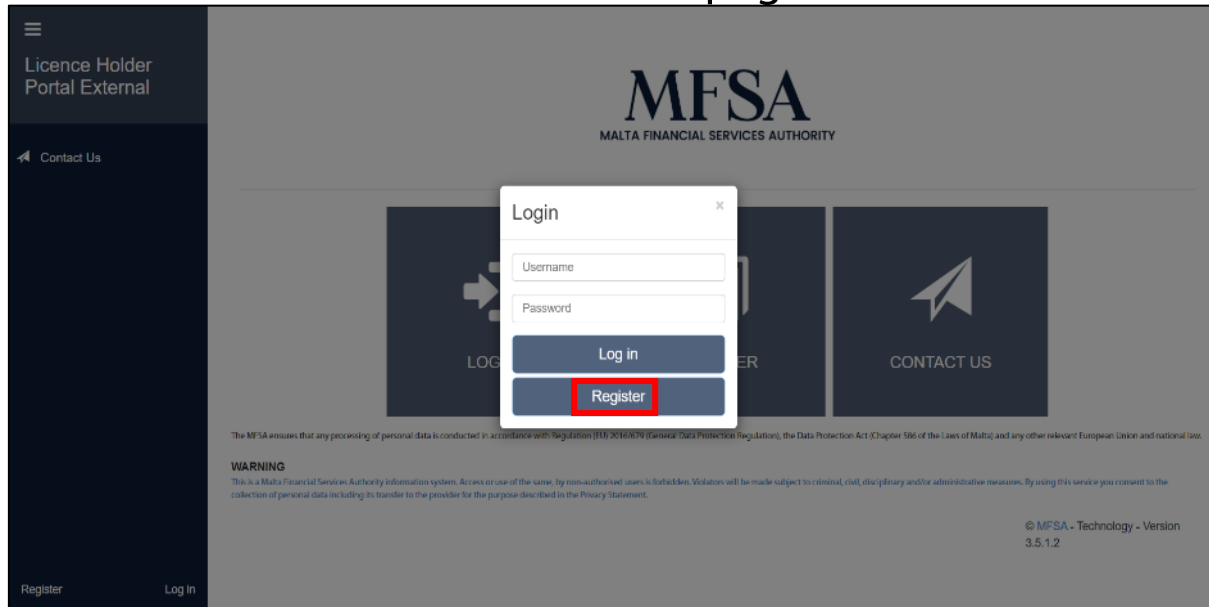 Licence Holder
Portal External
Contact Us
MFSA
MALTA FINANCIAL SERVICES AUTHORITY
Login
×
Username
Password
Log in
Register
LOG
ER
CONTACT US
The MFSA ensures that any processing of personal data is conducted in accordance with Regulation (EU) 2016/679 (General Data Protection Regulation), the Data Protection Act (Chapter 586 of the Laws of Malta) and any other relevant European Union and national law.
WARNING
This is a Malta Financial Services Authority information system. Access or use of the same, by non-authorised users is forbidden. Violators will be made subject to criminal, civil, disciplinary and/or administrative measures. By using this service you consent to the
collection of personal data including its transfer to the provider for the purpose described in the Privacy Statement.
© MFSA - Technology - Version
3.5.1.2
Register Log in